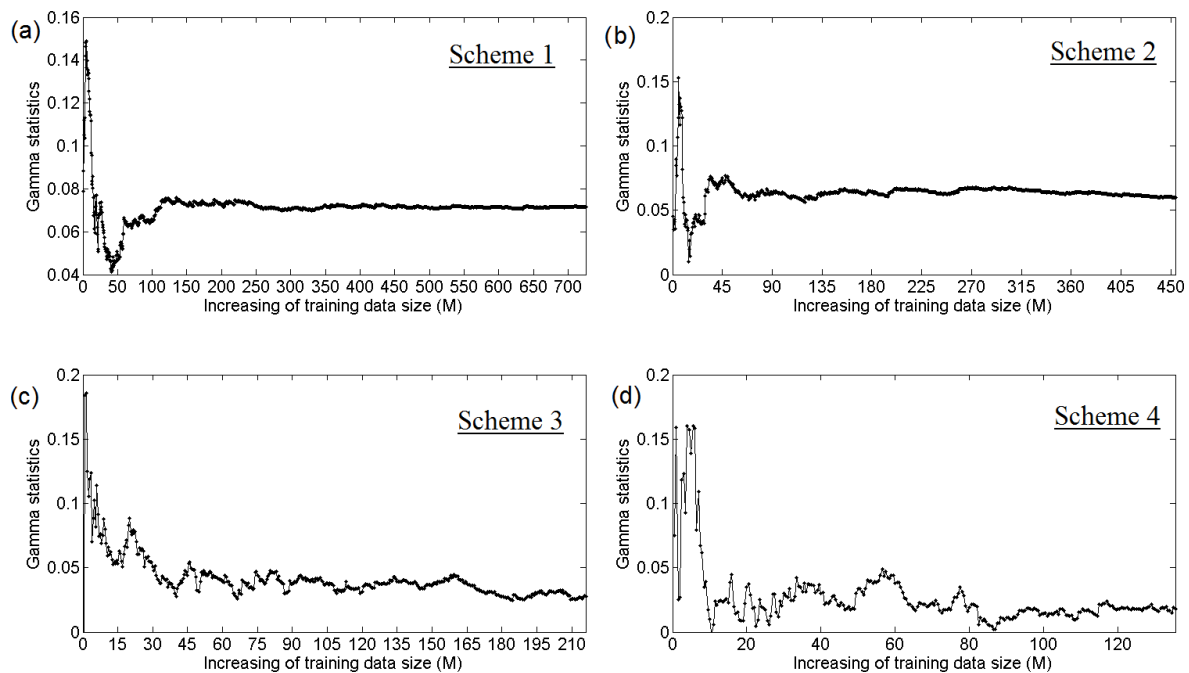 (a)
Scheme 1
Gamma statistics
0.16
0.14
0.12
0.1
0.08
0.06
0.04
0 50 100 150 200 250 300 350 400 450 500 550 600 650 700
Increasing of training data size (M)
(b)
Scheme 2
Gamma statistics
0.2
0.15
0.1
0.05
0
0 45 90 135 180 225 270 315 360 405 450
Increasing of training data size (M)
(c)
Scheme 3
Gamma statistics
0.2
0.15
0.1
0.05
0
0 15 30 45 60 75 90 105 120 135 150 165 180 195 210
Increasing of training data size (M)
(d)
Scheme 4
Gamma statistics
0.2
0.15
0.1
0.05
0
0 20 40 60 80 100 120
Increasing of training data size (M)